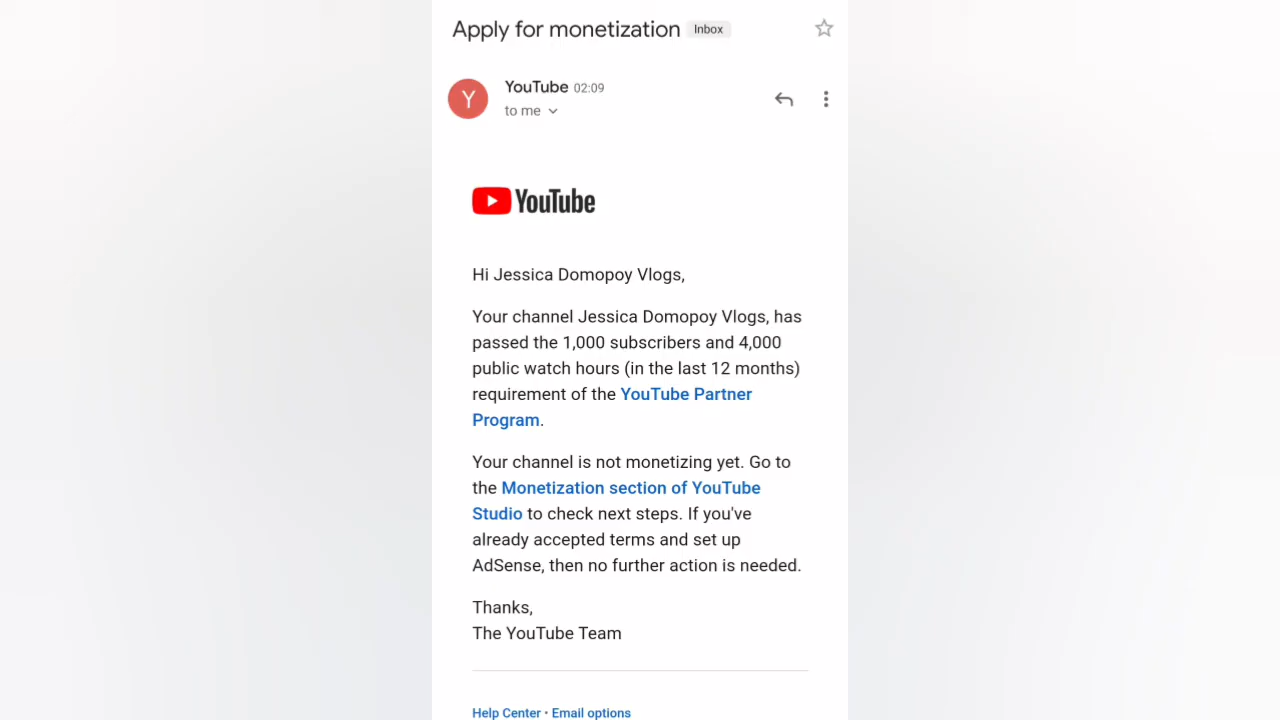 Apply for monetization Inbox
Y
YouTube 02:09
to me
YouTube
Hi Jessica Domopoy Vlogs,
Your channel Jessica Domopoy Vlogs, has
passed the 1,000 subscribers and 4,000
public watch hours (in the last 12 months)
requirement of the YouTube Partner
Program.
Your channel is not monetizing yet. Go to
the Monetization section of YouTube
Studio to check next steps. If you've
already accepted terms and set up
AdSense, then no further action is needed.
Thanks,
The YouTube Team
Help Center • Email options